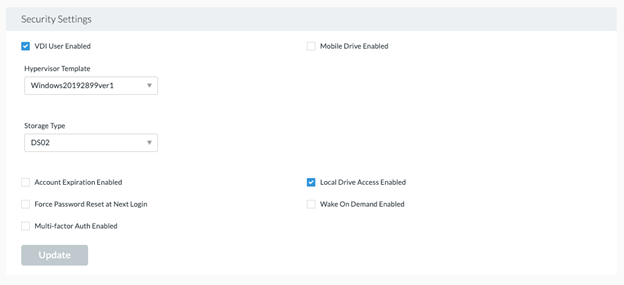 Security Settings
VDI User Enabled
Mobile Drive Enabled
Hypervisor Template
Windows20192899ver1
Storage Type
DS02
Account Expiration Enabled
Local Drive Access Enabled
Force Password Reset at Next Login
Wake On Demand Enabled
Multi-factor Auth Enabled
Update